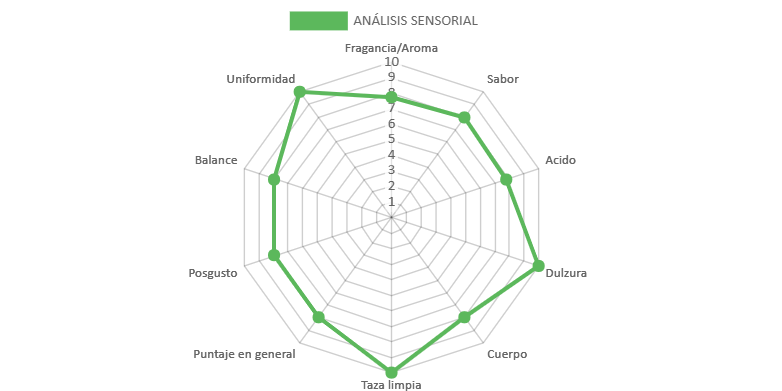 ANÁLISIS SENSORIAL
Fragancia/Aroma
10
9
8
7
6
5
4
3
2
1
Sabor
Acido
Dulzura
Cuerpo
Taza limpia
Puntaje en general
Posgusto
Balance
Uniformidad